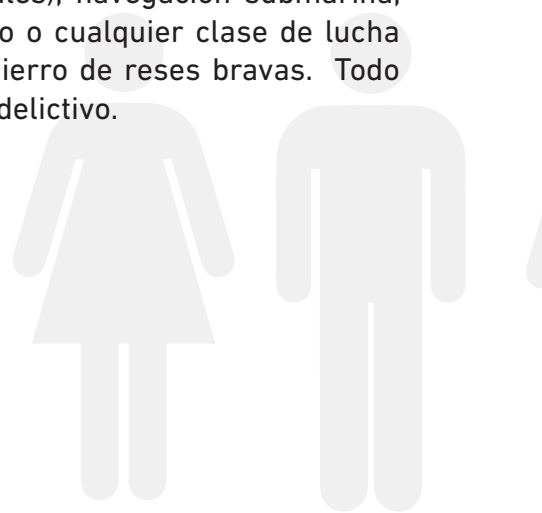 navegación submarina,
o o cualquier clase de lucha
ierro de reses bravas. Todo
delictivo.